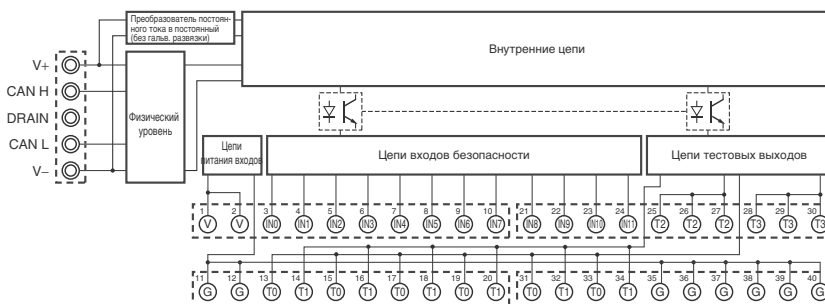 Преобразователь постоян-
ного тока в постоянный
(без гальв. развязки)
Внутренние цепи
V+
CAN H
DRAIN
CAN L
V–
Физический
уровень
Цепи
питания входов
Цепи входов безопасности
Цепи тестовых выходов
1 2 3 4 5 6 7 8 9 10 21 22 23 24 25 26 27 28 29 30
V V IN0 IN1 IN2 IN3 IN4 IN5 IN6 IN7 IN8 IN9 IN10 IN11 T2 T2 T2 T3 T3 T3
11 12 13 14 15 16 17 18 19 20 31 32 33 34 35 36 37 38 39 40
G G T0 T1 T0 T1 T0 T1 T0 T1 T0 T1 T0 T1 G G G G G G